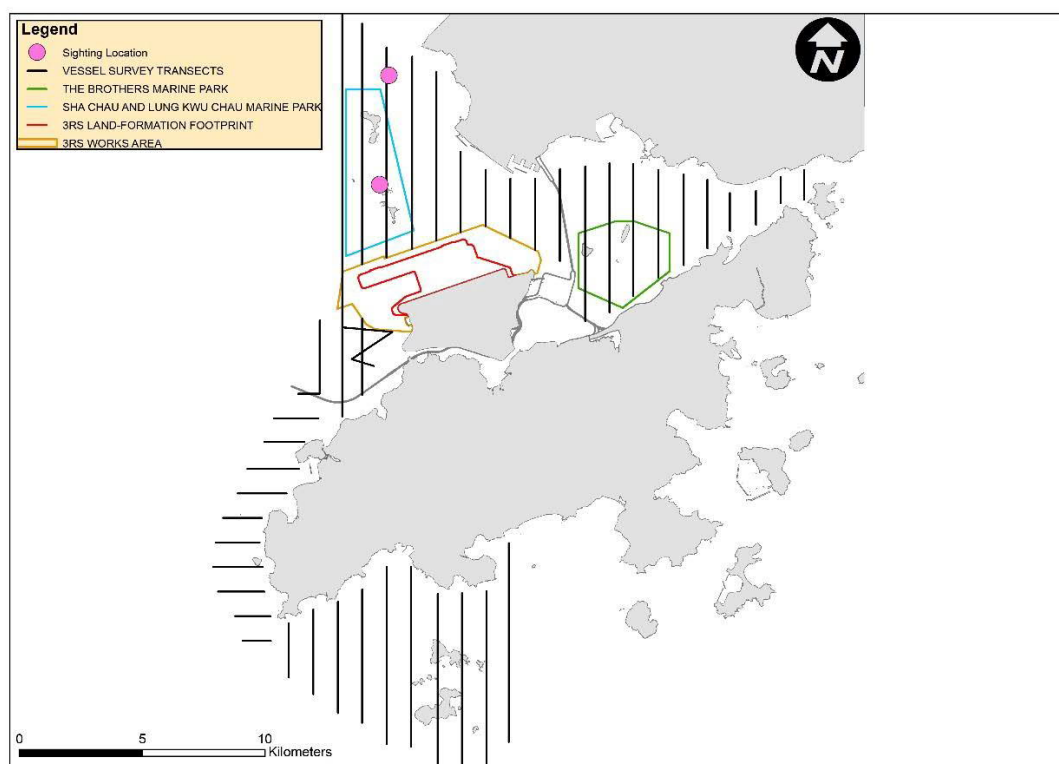 Legend
Sighting Location
VESSEL SURVEY TRANSECTS
THE BROTHERS MARINE PARK
SHA CHAU AND LUNG KWU CHAU MARINE PARK
3RS LAND-FORMATION FOOTPRINT
3RS WORKS AREA
N
0 5 10
Kilometers